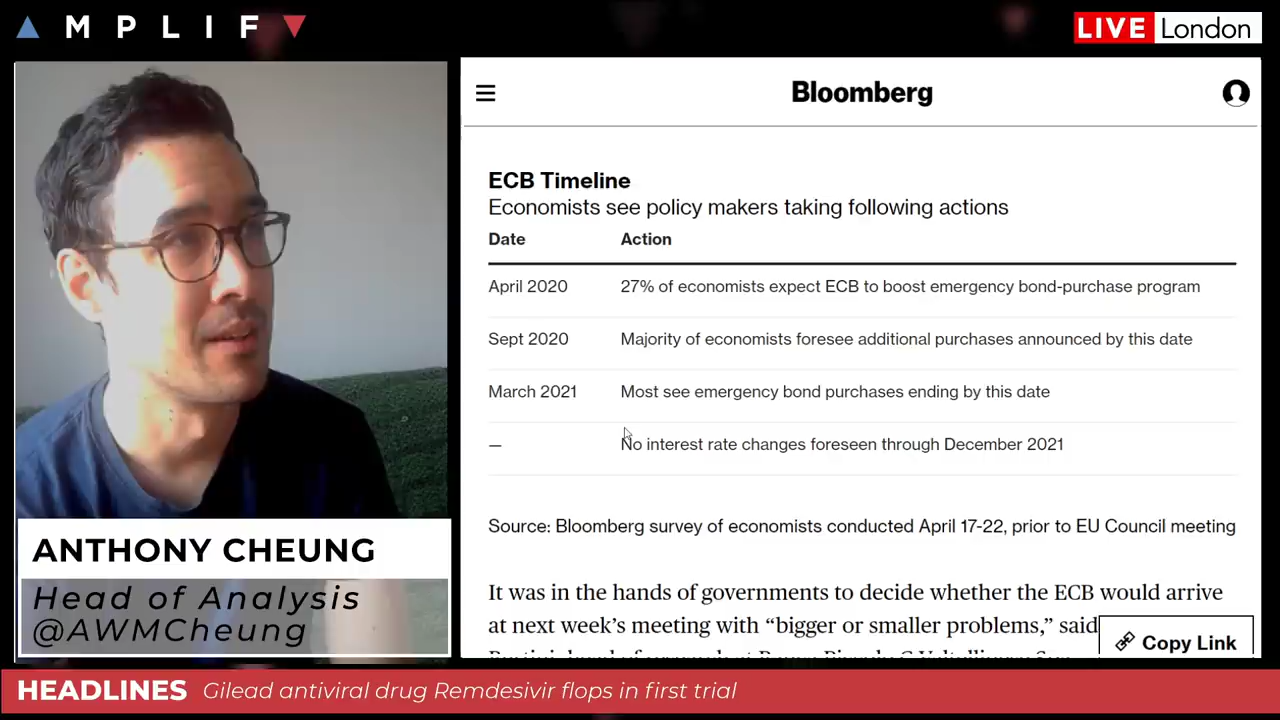 AMPLIFY
LIVE London
Bloomberg
ECB Timeline
Economists see policy makers taking following actions
Date Action
April 2020 27% of economists expect ECB to boost emergency bond-purchase program
Sept 2020 Majority of economists foresee additional purchases announced by this date
March 2021 Most see emergency bond purchases ending by this date
— No interest rate changes foreseen through December 2021
Source: Bloomberg survey of economists conducted April 17-22, prior to EU Council meeting
It was in the hands of governments to decide whether the ECB would arrive
at next week’s meeting with “bigger or smaller problems,” said
Copy Link
ANTHONY CHEUNG
Head of Analysis
@AWMCheung
HEADLINES Gilead antiviral drug Remdesivir flops in first trial